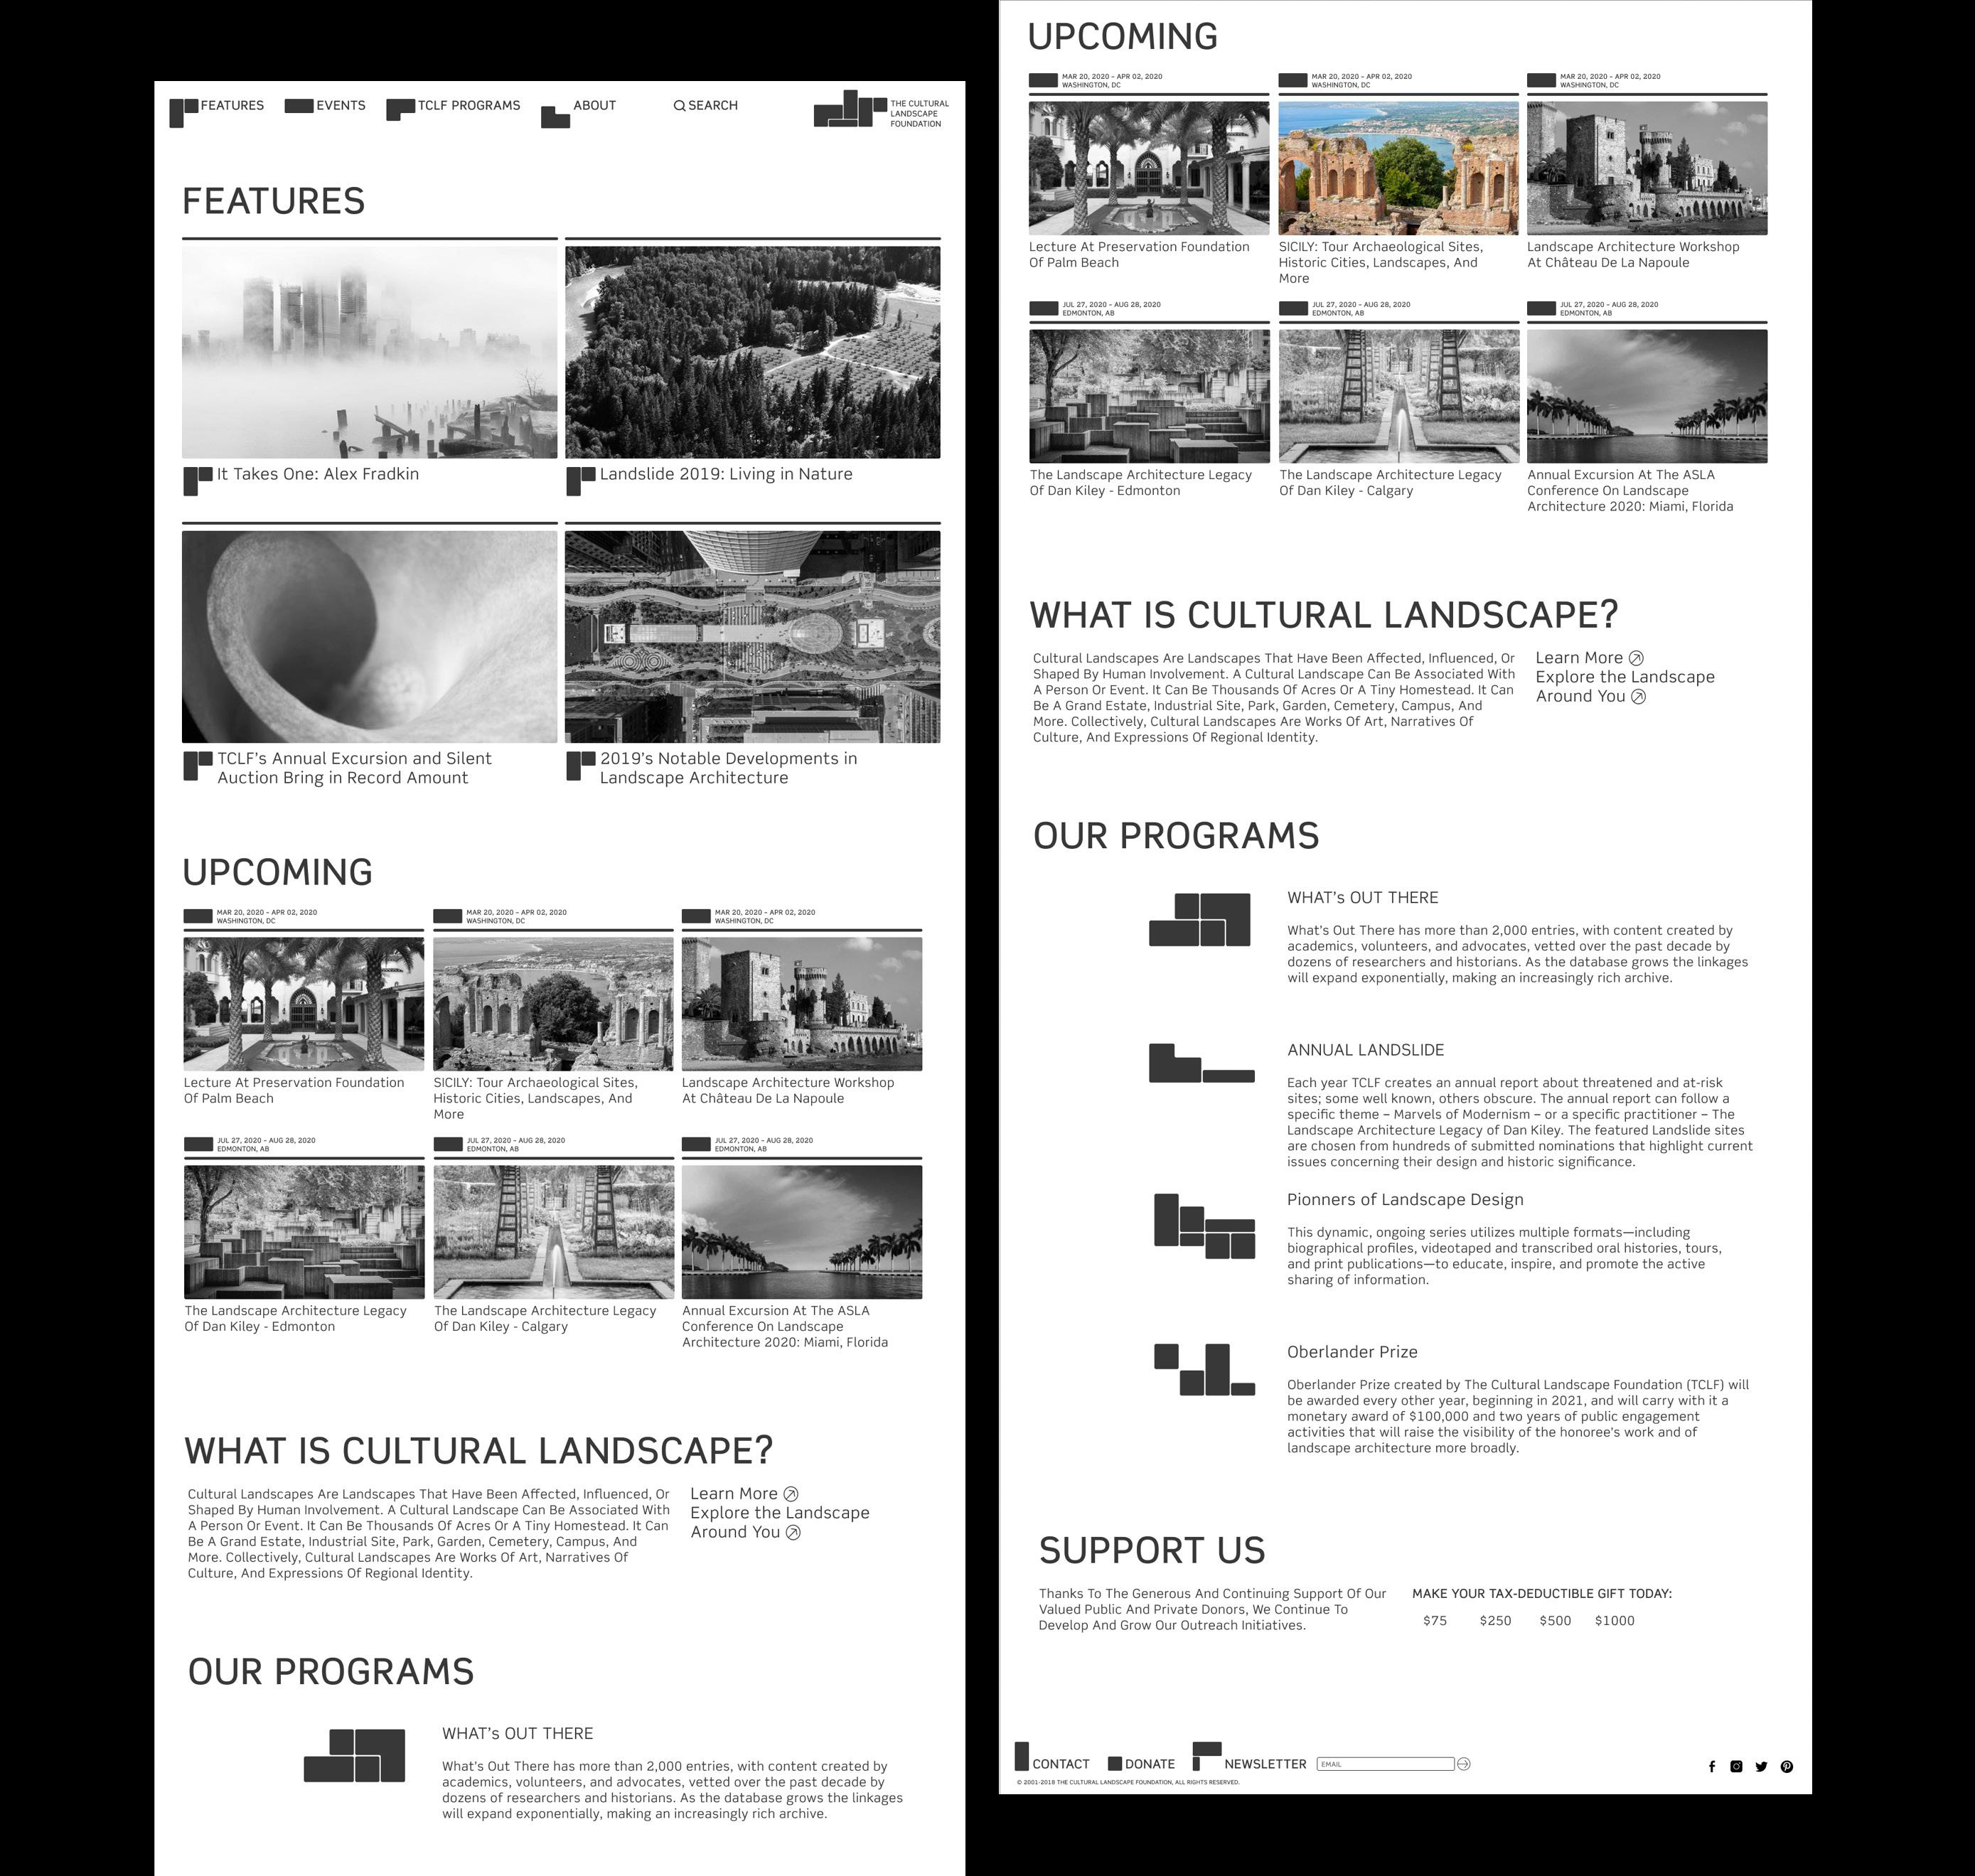 FEATURES
EVENTS
TCLF PROGRAMS
ABOUT
SEARCH
THE CULTURAL
LANDSCAPE
FOUNDATION
FEATURES
It Takes One: Alex Fradkin
Landslide 2019: Living in Nature
TCLF's Annual Excursion and Silent
Auction Bring in Record Amount
2019's Notable Developments in
Landscape Architecture
UPCOMING
MAR 20, 2020 – APR 02, 2020
WASHINGTON, DC
MAR 20, 2020 – APR 02, 2020
WASHINGTON, DC
MAR 20, 2020 – APR 02, 2020
WASHINGTON, DC
Lecture At Preservation Foundation
Of Palm Beach
SICILY: Tour Archaeological Sites,
Historic Cities, Landscapes, And
More
Landscape Architecture Workshop
At Château De La Napoule
JUL 27, 2020 – AUG 28, 2020
EDMONTON, AB
JUL 27, 2020 – AUG 28, 2020
EDMONTON, AB
JUL 27, 2020 – AUG 28, 2020
EDMONTON, AB
The Landscape Architecture Legacy
Of Dan Kiley - Edmonton
The Landscape Architecture Legacy
Of Dan Kiley - Calgary
Annual Excursion At The ASLA
Conference On Landscape
Architecture 2020: Miami, Florida
WHAT IS CULTURAL LANDSCAPE?
Cultural Landscapes Are Landscapes That Have Been Affected, Influenced, Or
Shaped By Human Involvement. A Cultural Landscape Can Be Associated With
A Person Or Event. It Can Be Thousands Of Acres Or A Tiny Homestead. It Can
Be A Grand Estate, Industrial Site, Park, Garden, Cemetery, Campus, And
More. Collectively, Cultural Landscapes Are Works Of Art, Narratives Of
Culture, And Expressions Of Regional Identity.
Learn More
Explore the Landscape
Around You
OUR PROGRAMS
WHAT's OUT THERE
What's Out There has more than 2,000 entries, with content created by
academics, volunteers, and advocates, vetted over the past decade by
dozens of researchers and historians. As the database grows the linkages
will expand exponentially, making an increasingly rich archive.
UPCOMING
MAR 20, 2020 – APR 02, 2020
WASHINGTON, DC
MAR 20, 2020 – APR 02, 2020
WASHINGTON, DC
MAR 20, 2020 – APR 02, 2020
WASHINGTON, DC
Lecture At Preservation Foundation
Of Palm Beach
SICILY: Tour Archaeological Sites,
Historic Cities, Landscapes, And
More
Landscape Architecture Workshop
At Château De La Napoule
JUL 27, 2020 – AUG 28, 2020
EDMONTON, AB
JUL 27, 2020 – AUG 28, 2020
EDMONTON, AB
JUL 27, 2020 – AUG 28, 2020
EDMONTON, AB
The Landscape Architecture Legacy
Of Dan Kiley - Edmonton
The Landscape Architecture Legacy
Of Dan Kiley - Calgary
Annual Excursion At The ASLA
Conference On Landscape
Architecture 2020: Miami, Florida
WHAT IS CULTURAL LANDSCAPE?
Cultural Landscapes Are Landscapes That Have Been Affected, Influenced, Or
Shaped By Human Involvement. A Cultural Landscape Can Be Associated With
A Person Or Event. It Can Be Thousands Of Acres Or A Tiny Homestead. It Can
Be A Grand Estate, Industrial Site, Park, Garden, Cemetery, Campus, And
More. Collectively, Cultural Landscapes Are Works Of Art, Narratives Of
Culture, And Expressions Of Regional Identity.
Learn More
Explore the Landscape
Around You
OUR PROGRAMS
WHAT's OUT THERE
What's Out There has more than 2,000 entries, with content created by
academics, volunteers, and advocates, vetted over the past decade by
dozens of researchers and historians. As the database grows the linkages
will expand exponentially, making an increasingly rich archive.
ANNUAL LANDSLIDE
Each year TCLF creates an annual report about threatened and at-risk
sites; some well known, others obscure. The annual report can follow a
specific theme – Marvels of Modernism – or a specific practitioner – The
Landscape Architecture Legacy of Dan Kiley. The featured Landslide sites
are chosen from hundreds of submitted nominations that highlight current
issues concerning their design and historic significance.
Pionners of Landscape Design
This dynamic, ongoing series utilizes multiple formats—including
biographical profiles, videotaped and transcribed oral histories, tours,
and print publications—to educate, inspire, and promote the active
sharing of information.
Oberlander Prize
Oberlander Prize created by The Cultural Landscape Foundation (TCLF) will
be awarded every other year, beginning in 2021, and will carry with it a
monetary award of $100,000 and two years of public engagement
activities that will raise the visibility of the honoree's work and of
landscape architecture more broadly.
SUPPORT US
Thanks To The Generous And Continuing Support Of Our
Valued Public And Private Donors, We Continue To
Develop And Grow Our Outreach Initiatives.
MAKE YOUR TAX-DEDUCTIBLE GIFT TODAY:
$75 $250 $500 $1000
CONTACT
DONATE
NEWSLETTER
EMAIL
© 2001-2018 THE CULTURAL LANDSCAPE FOUNDATION, ALL RIGHTS RESERVED.